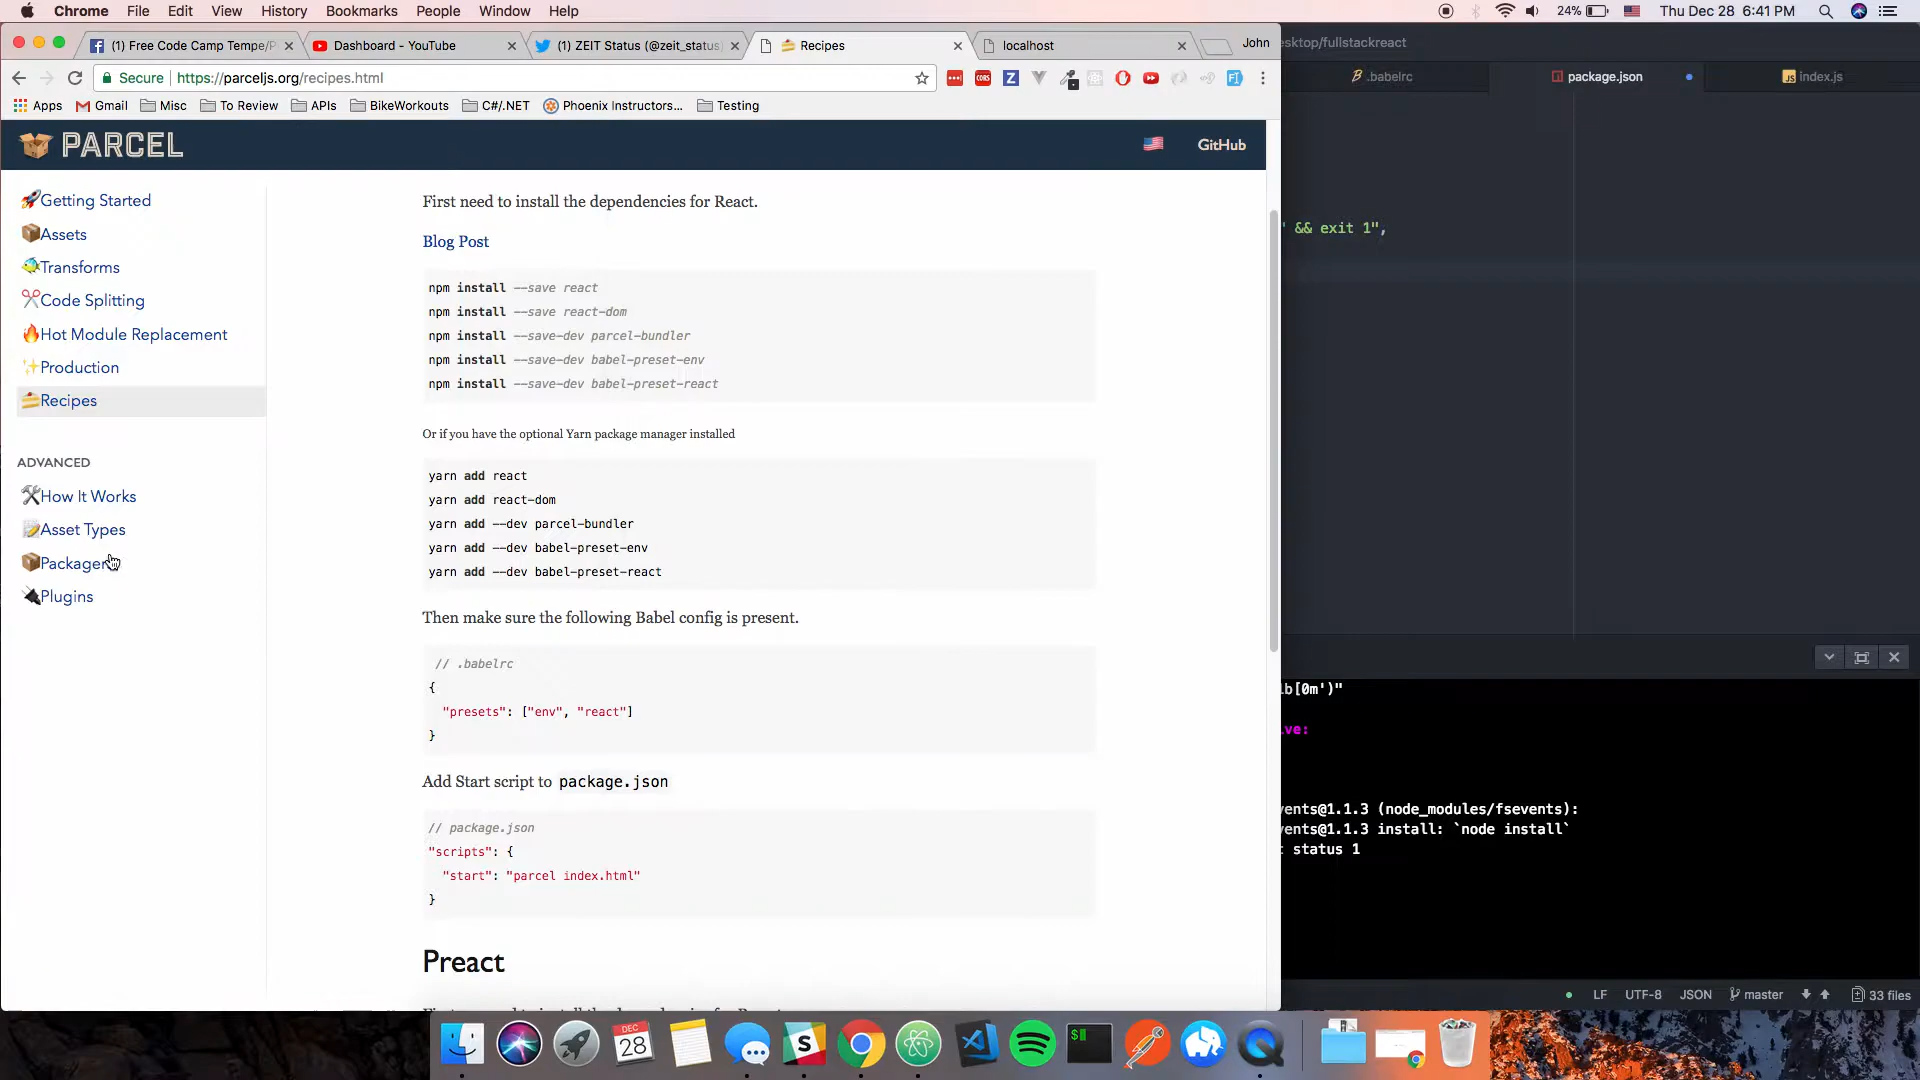 Chrome File Edit View History Bookmarks People Window Help
24% Thu Dec 28 6:41 PM
(1) Free Code Camp Tempe/P
Dashboard - YouTube
(1) ZEIT Status (@zeit_status)
Recipes
localhost
John
esktop/fullstackreact
Secure https://parceljs.org/recipes.html
.babelrc
package.json
index.js
Apps Gmail Misc To Review APIs BikeWorkouts C#/.NET Phoenix Instructors... Testing
PARCEL
GitHub
Getting Started
Assets
Transforms
Code Splitting
Hot Module Replacement
Production
Recipes
ADVANCED
How It Works
Asset Types
Packager
Plugins
First need to install the dependencies for React.
Blog Post
npm install --save react
npm install --save react-dom
npm install --save-dev parcel-bundler
npm install --save-dev babel-preset-env
npm install --save-dev babel-preset-react
Or if you have the optional Yarn package manager installed
yarn add react
yarn add react-dom
yarn add --dev parcel-bundler
yarn add --dev babel-preset-env
yarn add --dev babel-preset-react
Then make sure the following Babel config is present.
// .babelrc
{
"presets": ["env", "react"]
}
Add Start script to package.json
// package.json
"scripts": {
"start": "parcel index.html"
}
Preact
' && exit 1",
lb[0m')"
ive:
vents@1.1.3 (node_modules/fsevents):
vents@1.1.3 install: `node install`
t status 1
LF UTF-8 JSON master 33 files
DEC
28